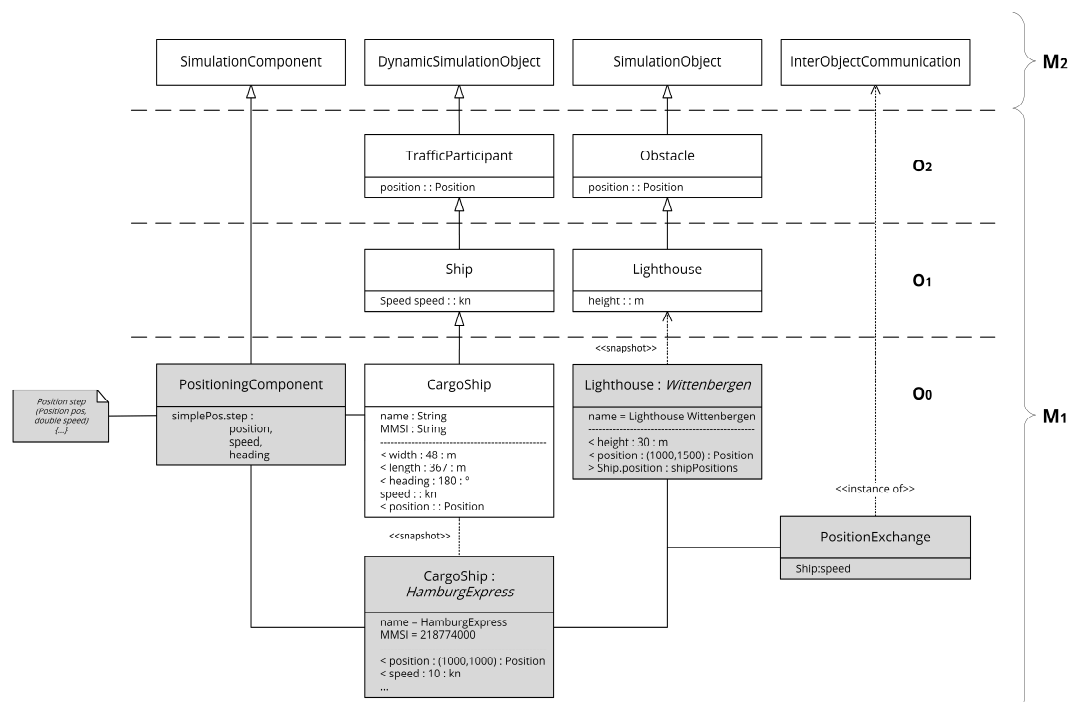 SimulationComponent
DynamicSimulationObject
SimulationObject
InterObjectCommunication
M2
TrafficParticipant
position : : Position
Obstacle
position : : Position
O2
Ship
Speed speed : : kn
Lighthouse
height : : m
O1
<<snapshot>>
Position step
(Position pos,
double speed)
{...}
PositioningComponent
simplePos.step :
position,
speed,
heading
CargoShip
name : String
MMSI : String
< width : 48 : m
< length : 367 : m
< heading : 180 : °
speed : : kn
< position : : Position
Lighthouse : Wittenbergen
name = Lighthouse Wittenbergen
< height : 30 : m
< position : (1000,1500) : Position
> Ship.position : shipPositions
O0
M1
<<instance of>>
PositionExchange
Ship:speed
<<snapshot>>
CargoShip :
HamburgExpress
name = HamburgExpress
MMSI = 218774000
< position : (1000,1000) : Position
< speed : 10 : kn
...